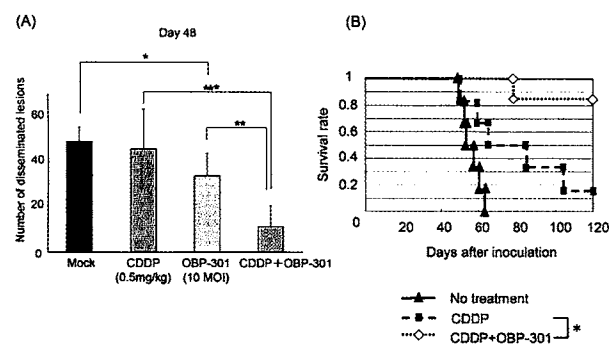 (A)
Day 48
Number of disseminated lesions
60
40
20
0
*
***
**
Mock
CDDP
(0.5mg/kg)
OBP-301
(10 MOI)
CDDP+OBP-301
(B)
Survival rate
1
0.8
0.6
0.4
0.2
0 20 40 60 80 100 120
Days after inoculation
No treatment
CDDP
CDDP+OBP-301
*